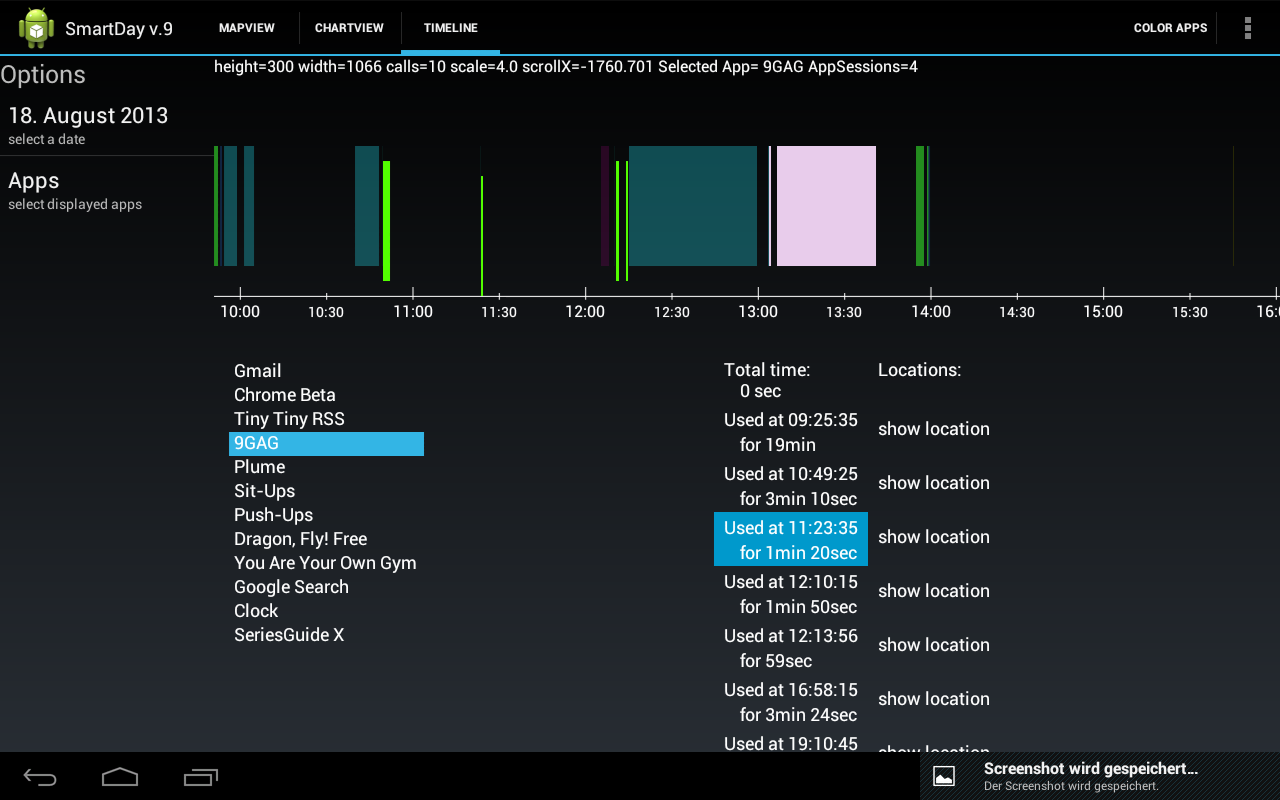 SmartDay v.9
MAPVIEW
CHARTVIEW
TIMELINE
COLOR APPS
Options
18. August 2013
select a date
Apps
select displayed apps
height=300 width=1066 calls=10 scale=4.0 scrollX=-1760.701 Selected App= 9GAG AppSessions=4
10:00 10:30 11:00 11:30 12:00 12:30 13:00 13:30 14:00 14:30 15:00 15:30 16:0
Gmail
Chrome Beta
Tiny Tiny RSS
9GAG
Plume
Sit-Ups
Push-Ups
Dragon, Fly! Free
You Are Your Own Gym
Google Search
Clock
SeriesGuide X
Total time:
0 sec
Locations:
Used at 09:25:35
for 19min
show location
Used at 10:49:25
for 3min 10sec
show location
Used at 11:23:35
for 1min 20sec
show location
Used at 12:10:15
for 1min 50sec
show location
Used at 12:13:56
for 59sec
show location
Used at 16:58:15
for 3min 24sec
show location
Used at 19:10:45
show location
Screenshot wird gespeichert...
Der Screenshot wird gespeichert.